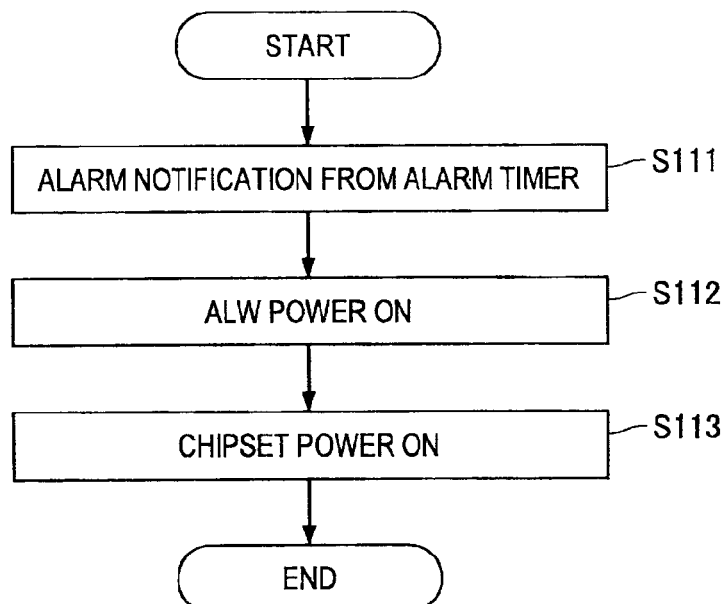 START
ALARM NOTIFICATION FROM ALARM TIMER
S111
ALW POWER ON
S112
CHIPSET POWER ON
S113
END